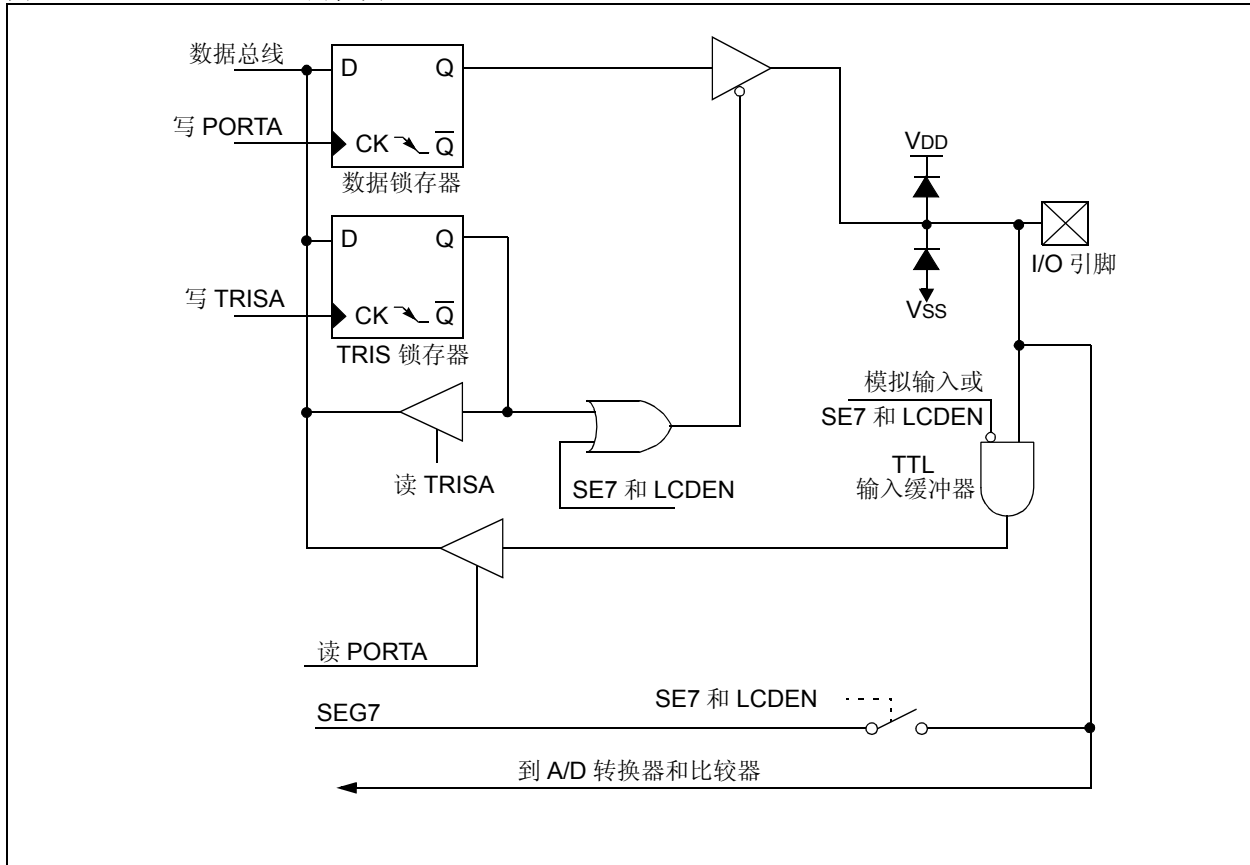 数据总线
D Q
写 PORTA
CK Q
数据锁存器
VDD
D Q
I/O 引脚
写 TRISA
CK Q
VSS
TRIS 锁存器
模拟输入或
SE7 和 LCDEN
TTL
输入缓冲器
读 TRISA
SE7 和 LCDEN
读 PORTA
SE7 和 LCDEN
SEG7
到 A/D 转换器和比较器